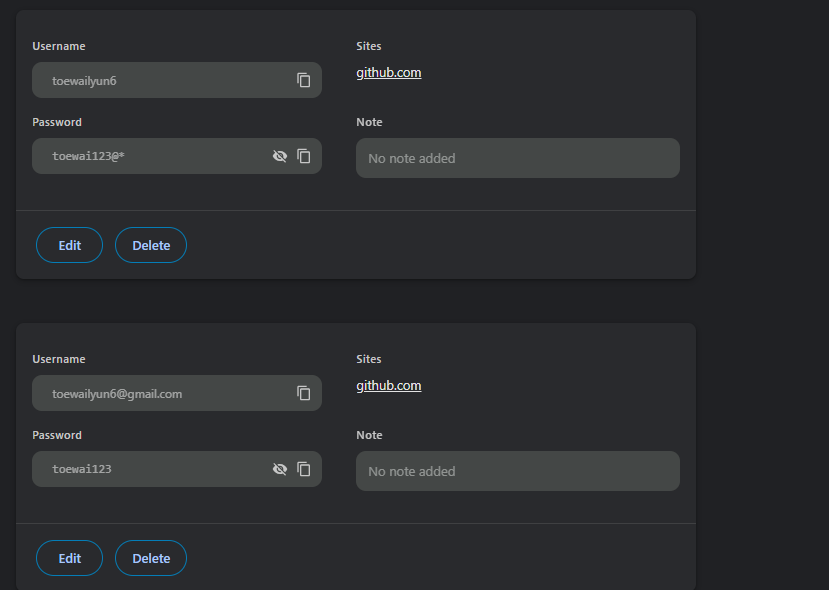 Username
Sites
toewailyun6
github.com
Password
Note
toewai123@*
No note added
Edit
Delete
Username
Sites
toewailyun6@gmail.com
github.com
Password
Note
toewai123
No note added
Edit
Delete